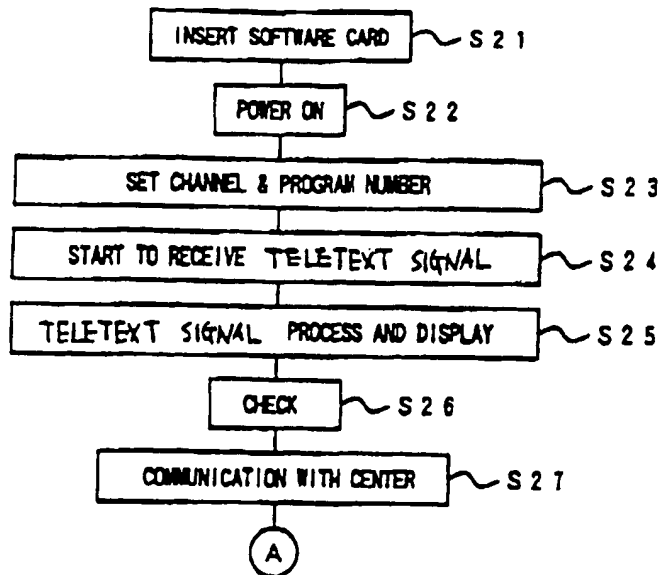 INSERT SOFTWARE CARD S21
POWER ON S22
SET CHANNEL & PROGRAM NUMBER S23
START TO RECEIVE TELETEXT SIGNAL S24
TELETEXT SIGNAL PROCESS AND DISPLAY S25
CHECK S26
COMMUNICATION WITH CENTER S27
A